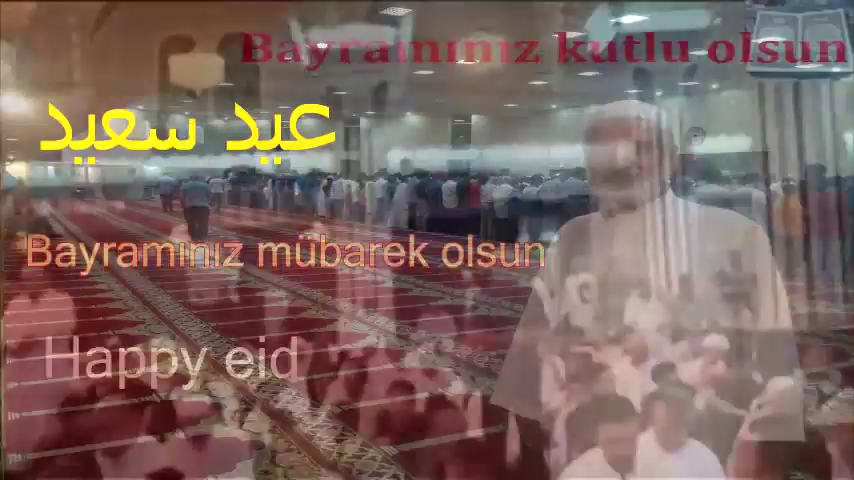 Bayramınız kutlu olsun
عيد سعيد
Bayramınız mübarek olsun
Happy eid